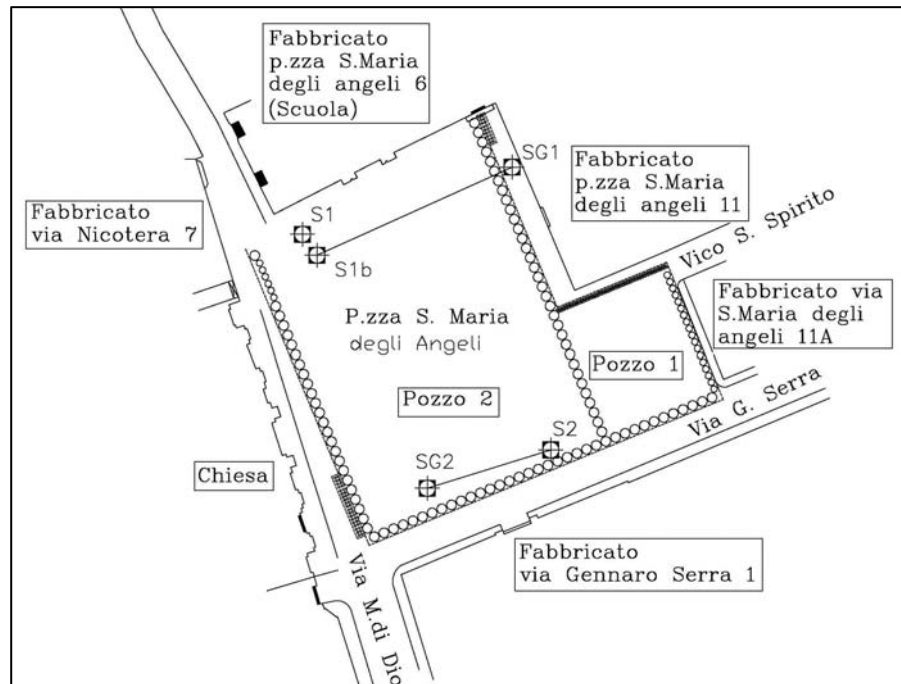 Fabbricato
p.zza S.Maria
degli angeli 6
(Scuola)
SG1
Fabbricato
p.zza S.Maria
degli angeli 11
Fabbricato
via Nicotera 7
S1
S1b
Vico S. Spirito
Fabbricato via
S.Maria degli
angeli 11A
P.zza S. Maria
degli Angeli
Pozzo 1
Pozzo 2
Via G. Serra
S2
SG2
Chiesa
Fabbricato
via Gennaro Serra 1
Via M.di Dio